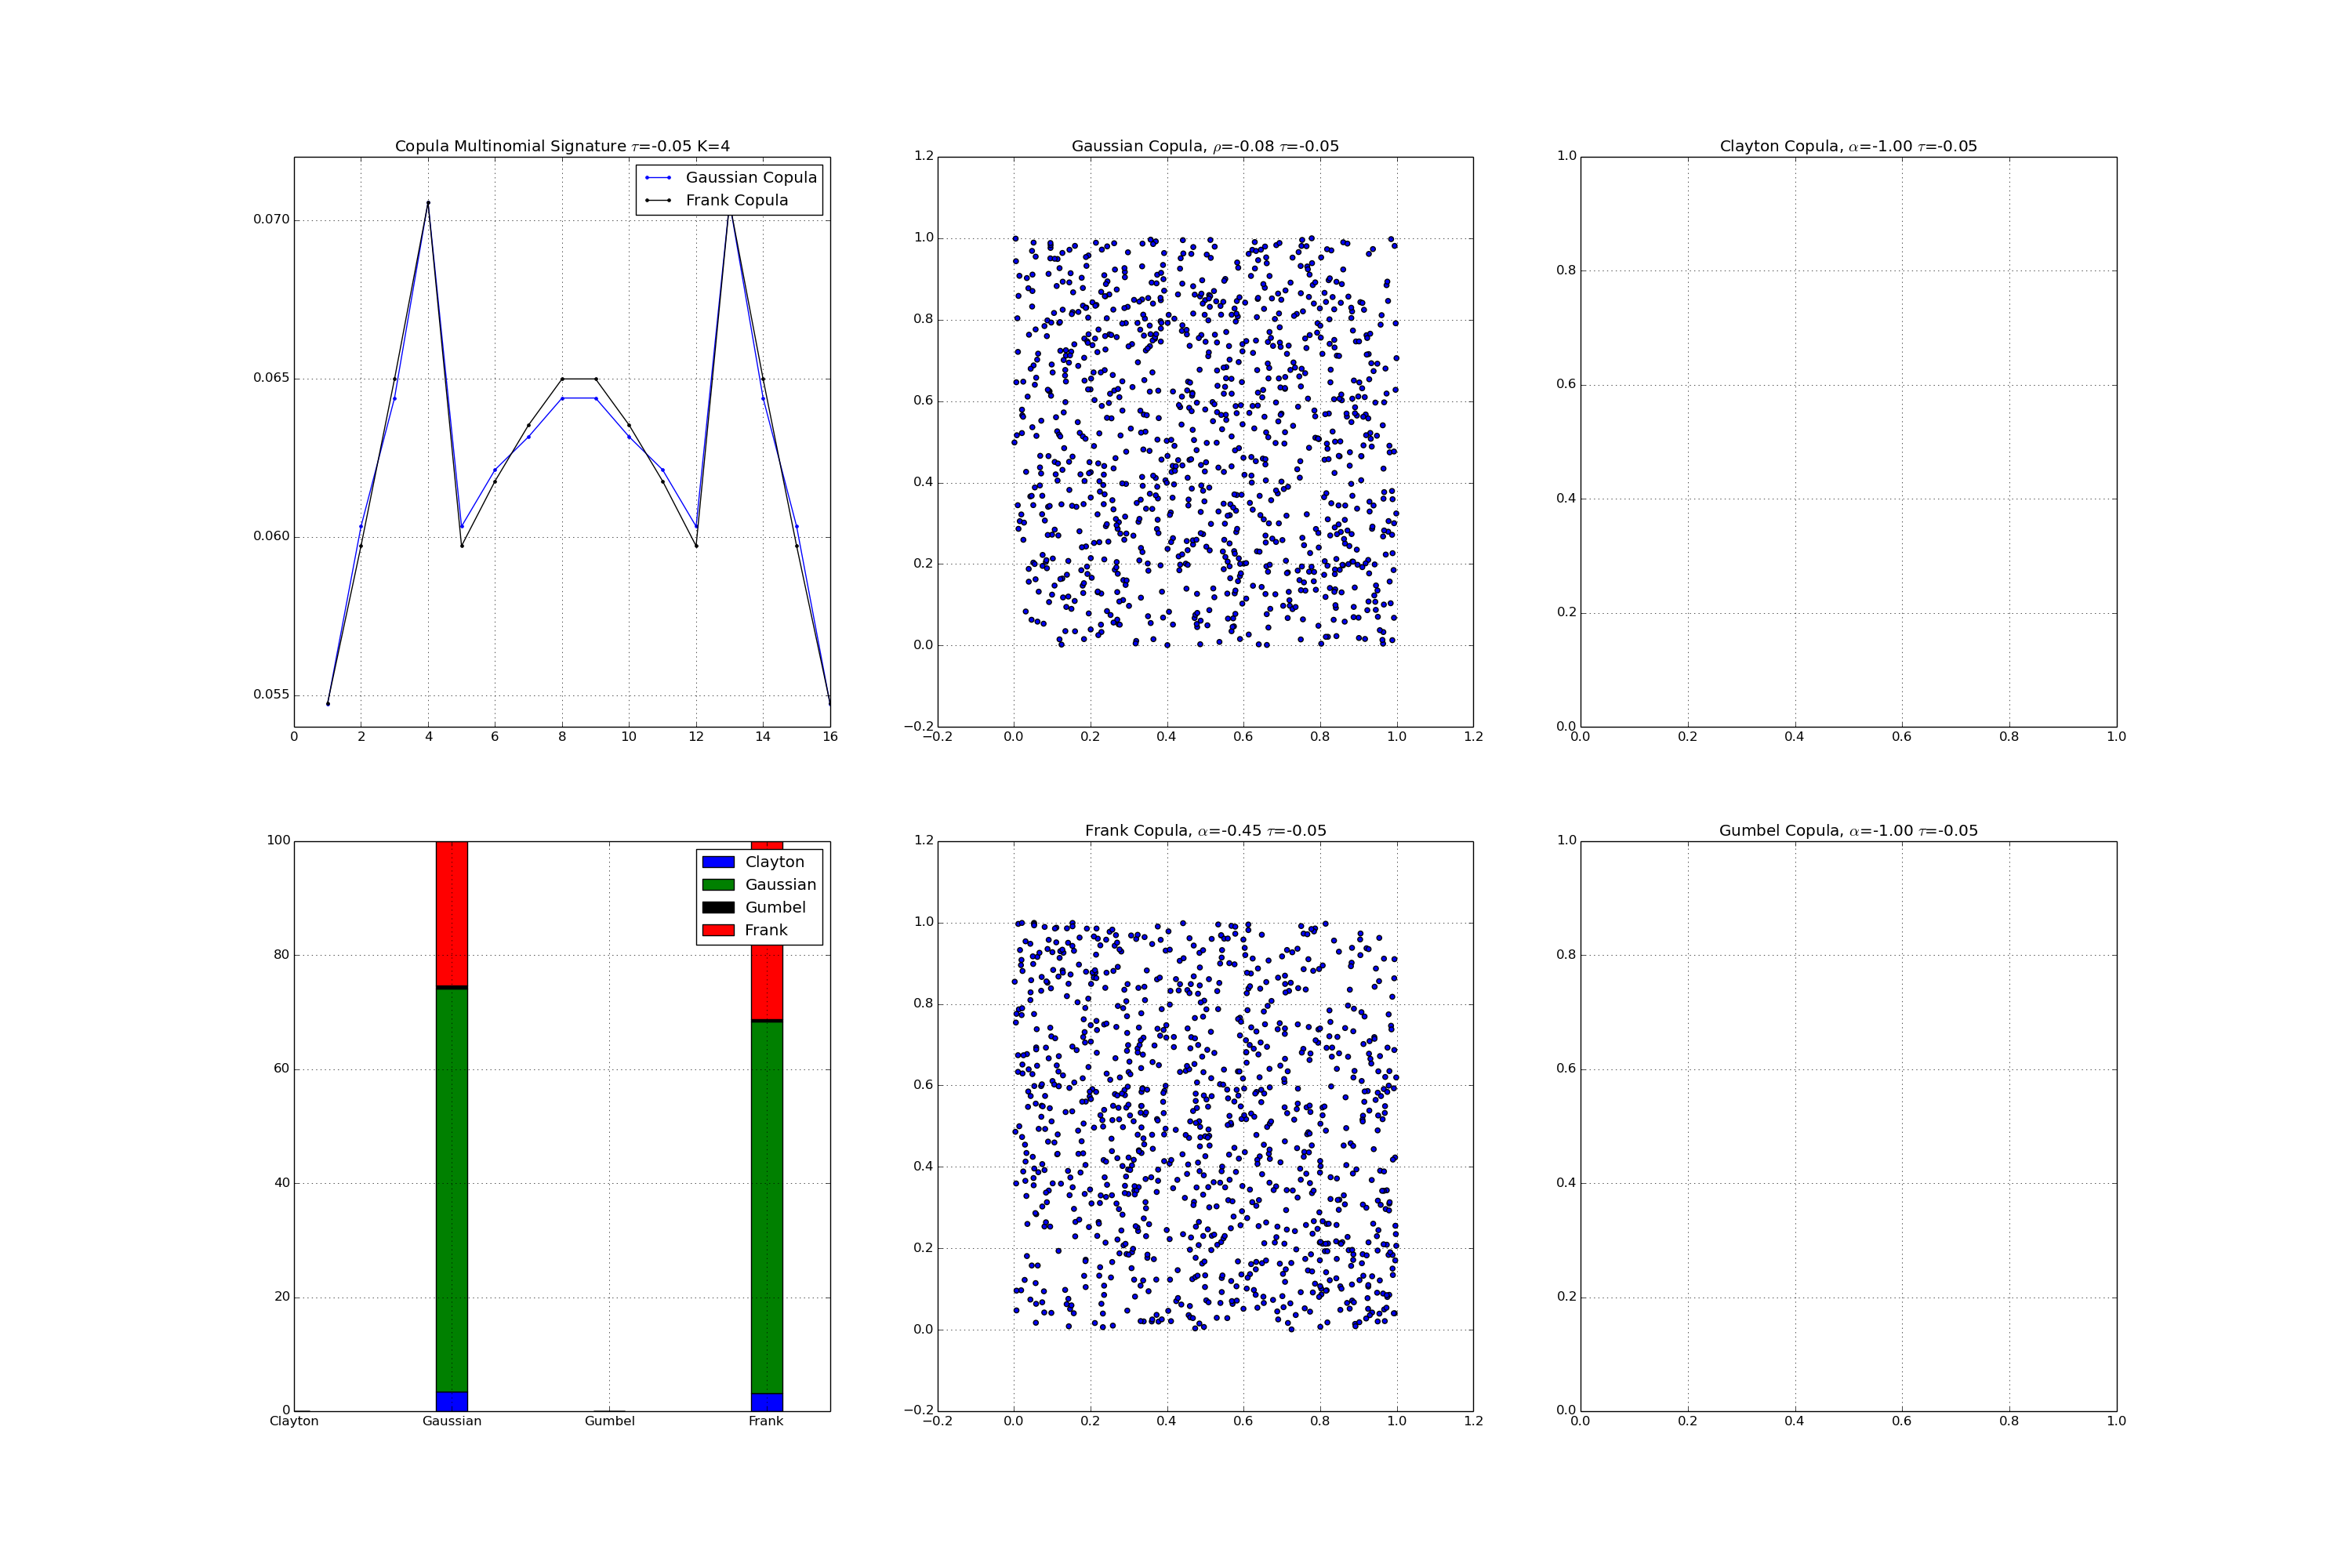 Copula Multinomial Signature τ=-0.05 K=4
Gaussian Copula
Frank Copula
0.070
0.065
0.060
0.055
0 2 4 6 8 10 12 14 16
Gaussian Copula, ρ=-0.08 τ=-0.05
1.2
1.0
0.8
0.6
0.4
0.2
0.0
−0.2
−0.2 0.0 0.2 0.4 0.6 0.8 1.0 1.2
Clayton Copula, α=-1.00 τ=-0.05
1.0
0.8
0.6
0.4
0.2
0.0
0.0 0.2 0.4 0.6 0.8 1.0
100
80
60
40
20
0
Clayton
Gaussian
Gumbel
Frank
Clayton Gaussian Gumbel Frank
Frank Copula, α=-0.45 τ=-0.05
1.2
1.0
0.8
0.6
0.4
0.2
0.0
−0.2
−0.2 0.0 0.2 0.4 0.6 0.8 1.0 1.2
Gumbel Copula, α=-1.00 τ=-0.05
1.0
0.8
0.6
0.4
0.2
0.0
0.0 0.2 0.4 0.6 0.8 1.0